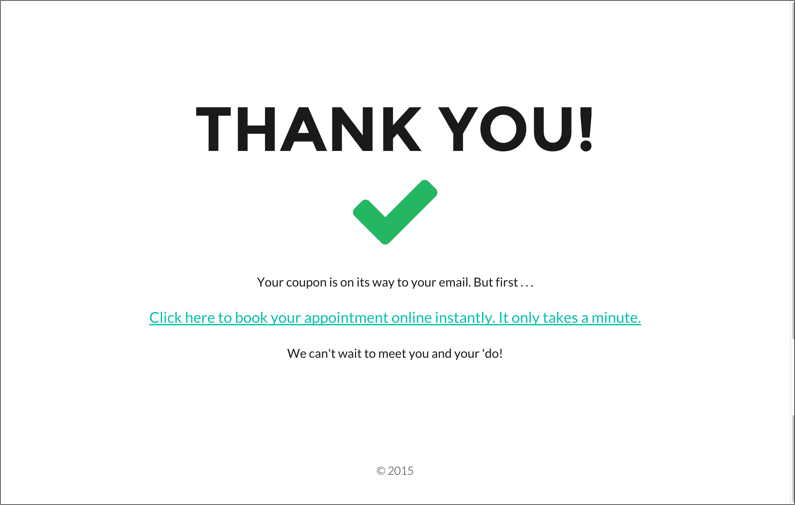 THANK YOU!
Your coupon is on its way to your email. But first . . .
Click here to book your appointment online instantly. It only takes a minute.
We can't wait to meet you and your 'do!
© 2015